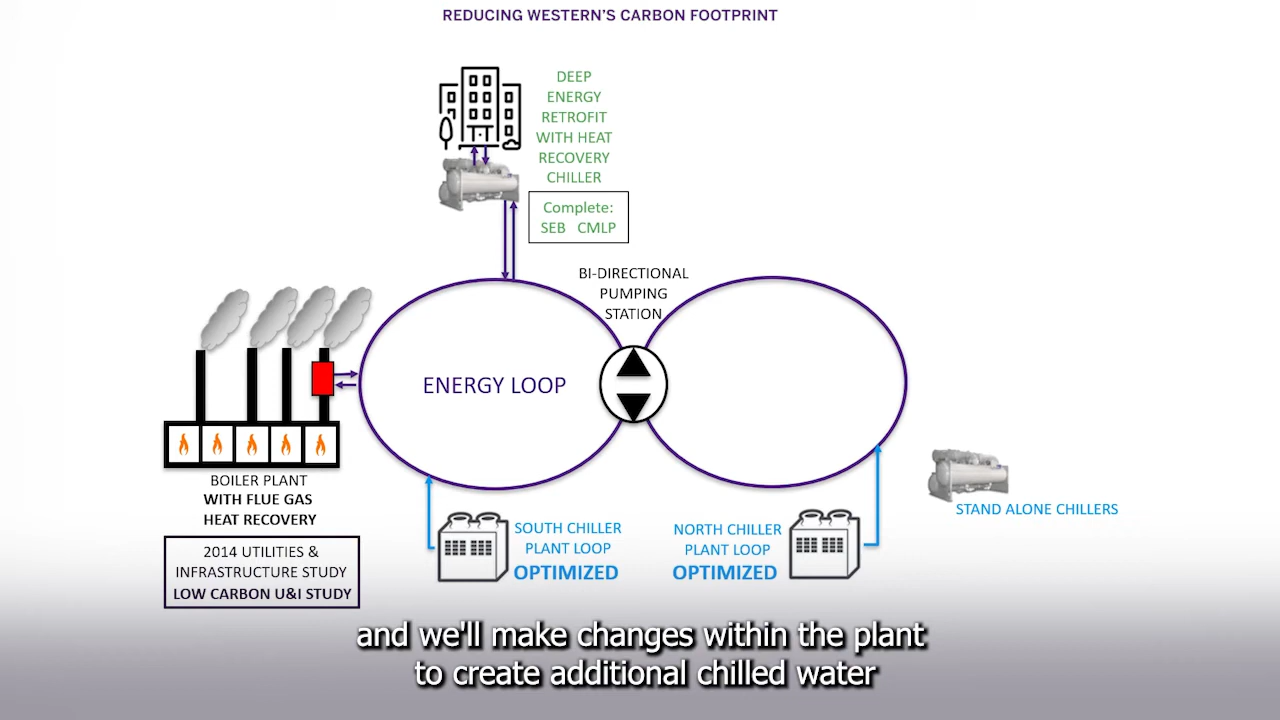 REDUCING WESTERN'S CARBON FOOTPRINT
DEEP
ENERGY
RETROFIT
WITH HEAT
RECOVERY
CHILLER
Complete:
SEB CMLP
BI-DIRECTIONAL
PUMPING
STATION
ENERGY LOOP
BOILER PLANT
WITH FLUE GAS
HEAT RECOVERY
2014 UTILITIES &
INFRASTRUCTURE STUDY
LOW CARBON U&I STUDY
SOUTH CHILLER
PLANT LOOP
OPTIMIZED
NORTH CHILLER
PLANT LOOP
OPTIMIZED
STAND ALONE CHILLERS
and we'll make changes within the plant
to create additional chilled water